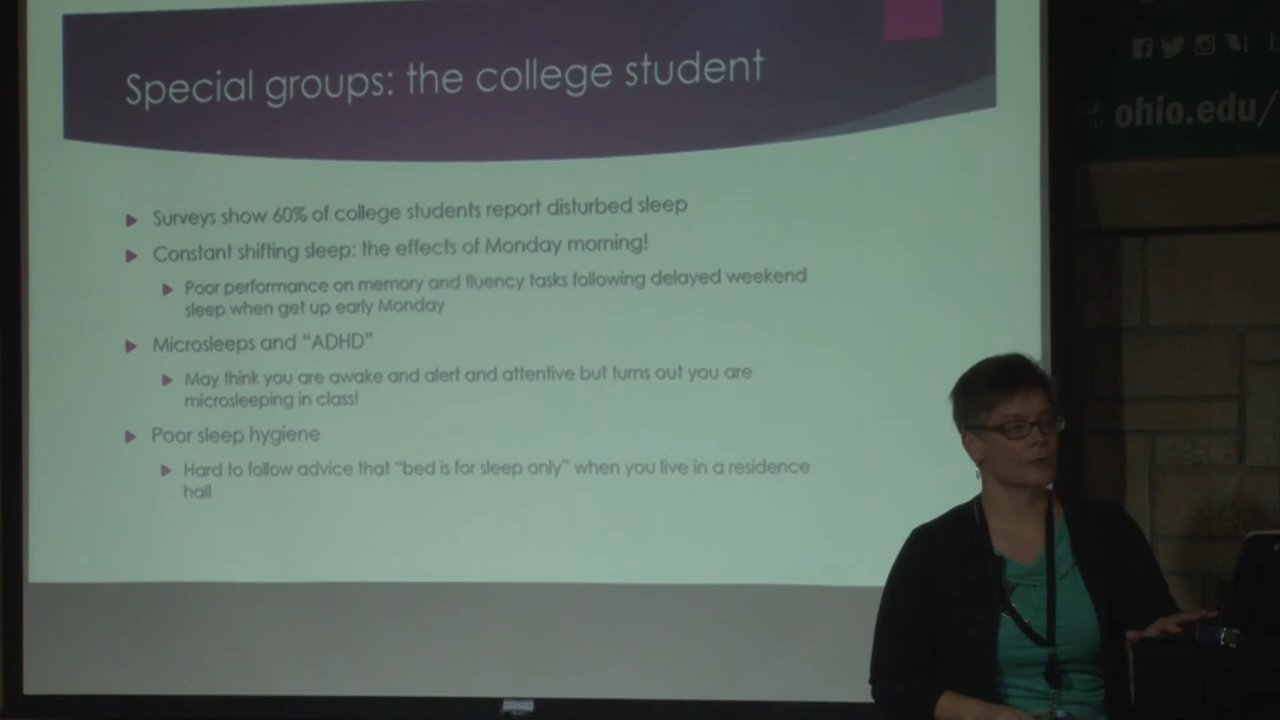 Special groups: the college student
Surveys show 60% of college students report disturbed sleep
Constant shifting sleep: the effects of Monday morning!
Poor performance on memory and fluency tasks following delayed weekend
sleep when get up early Monday
Microsleeps and “ADHD”
May think you are awake and alert and attentive but turns out you are
microsleeping in class!
Poor sleep hygiene
Hard to follow advice that “bed is for sleep only” when you live in a residence
hall
ohio.edu/